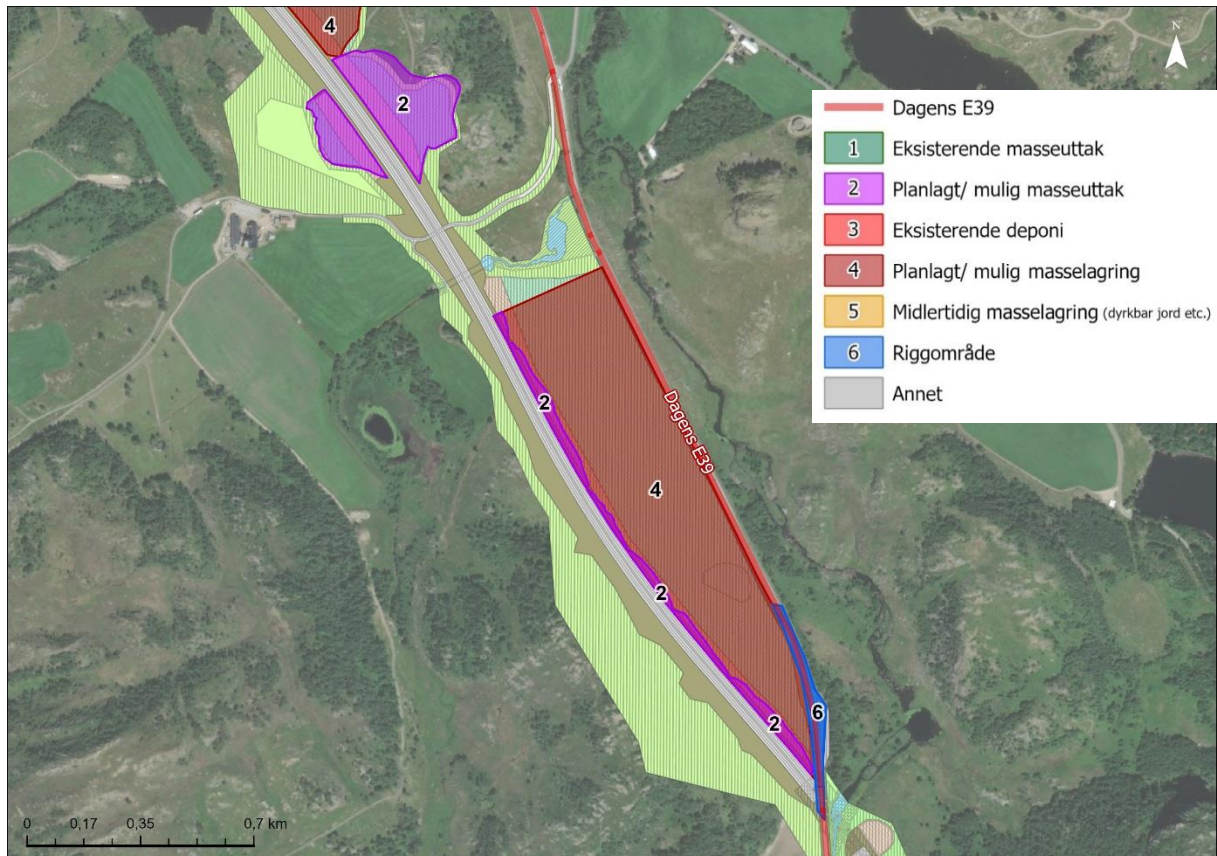 4
N
2
Dagens E39
1 Eksisterende masseuttak
2 Planlagt/ mulig masseuttak
3 Eksisterende deponi
4 Planlagt/ mulig masselagring
5 Midlertidig masselagring (dyrkbar jord etc.)
6 Riggområde
Annet
2
Dagens E39
4
2
6
2
0 0,17 0,35 0,7 km